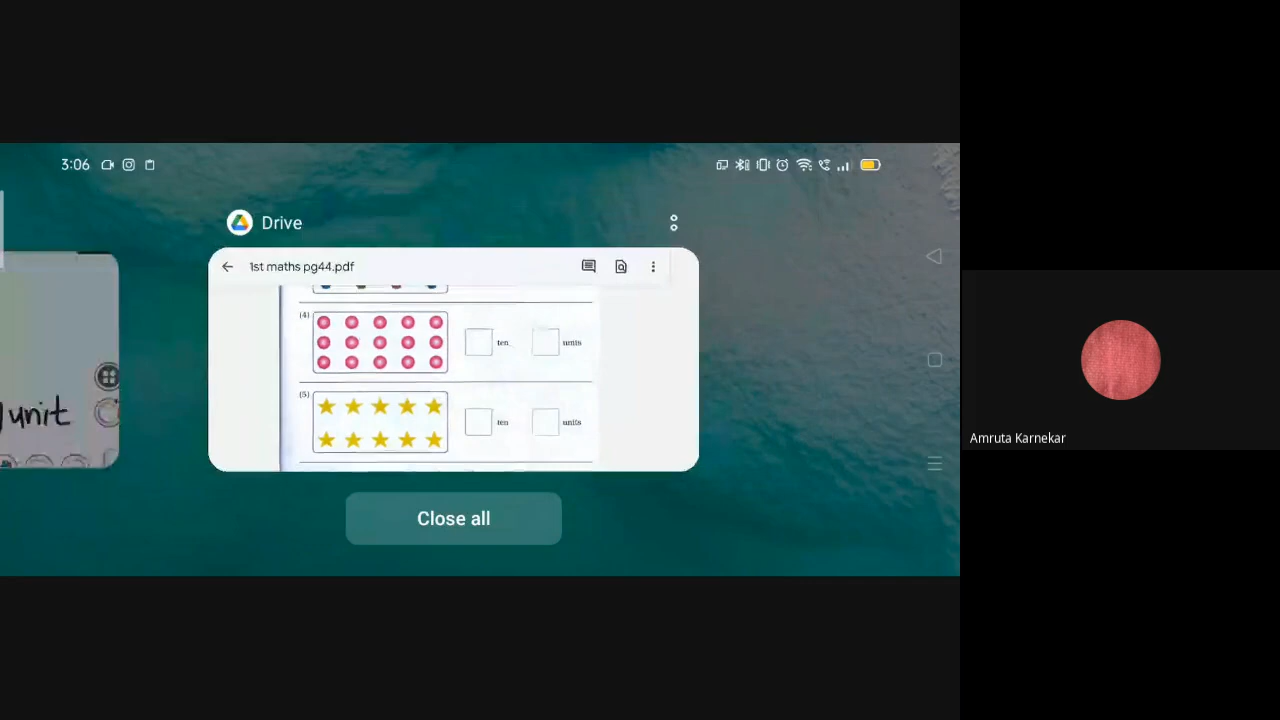 3:06
Drive
1st maths pg44.pdf
(4)
ten
units
(5)
ten
units
unit
Close all
Amruta Karnekar